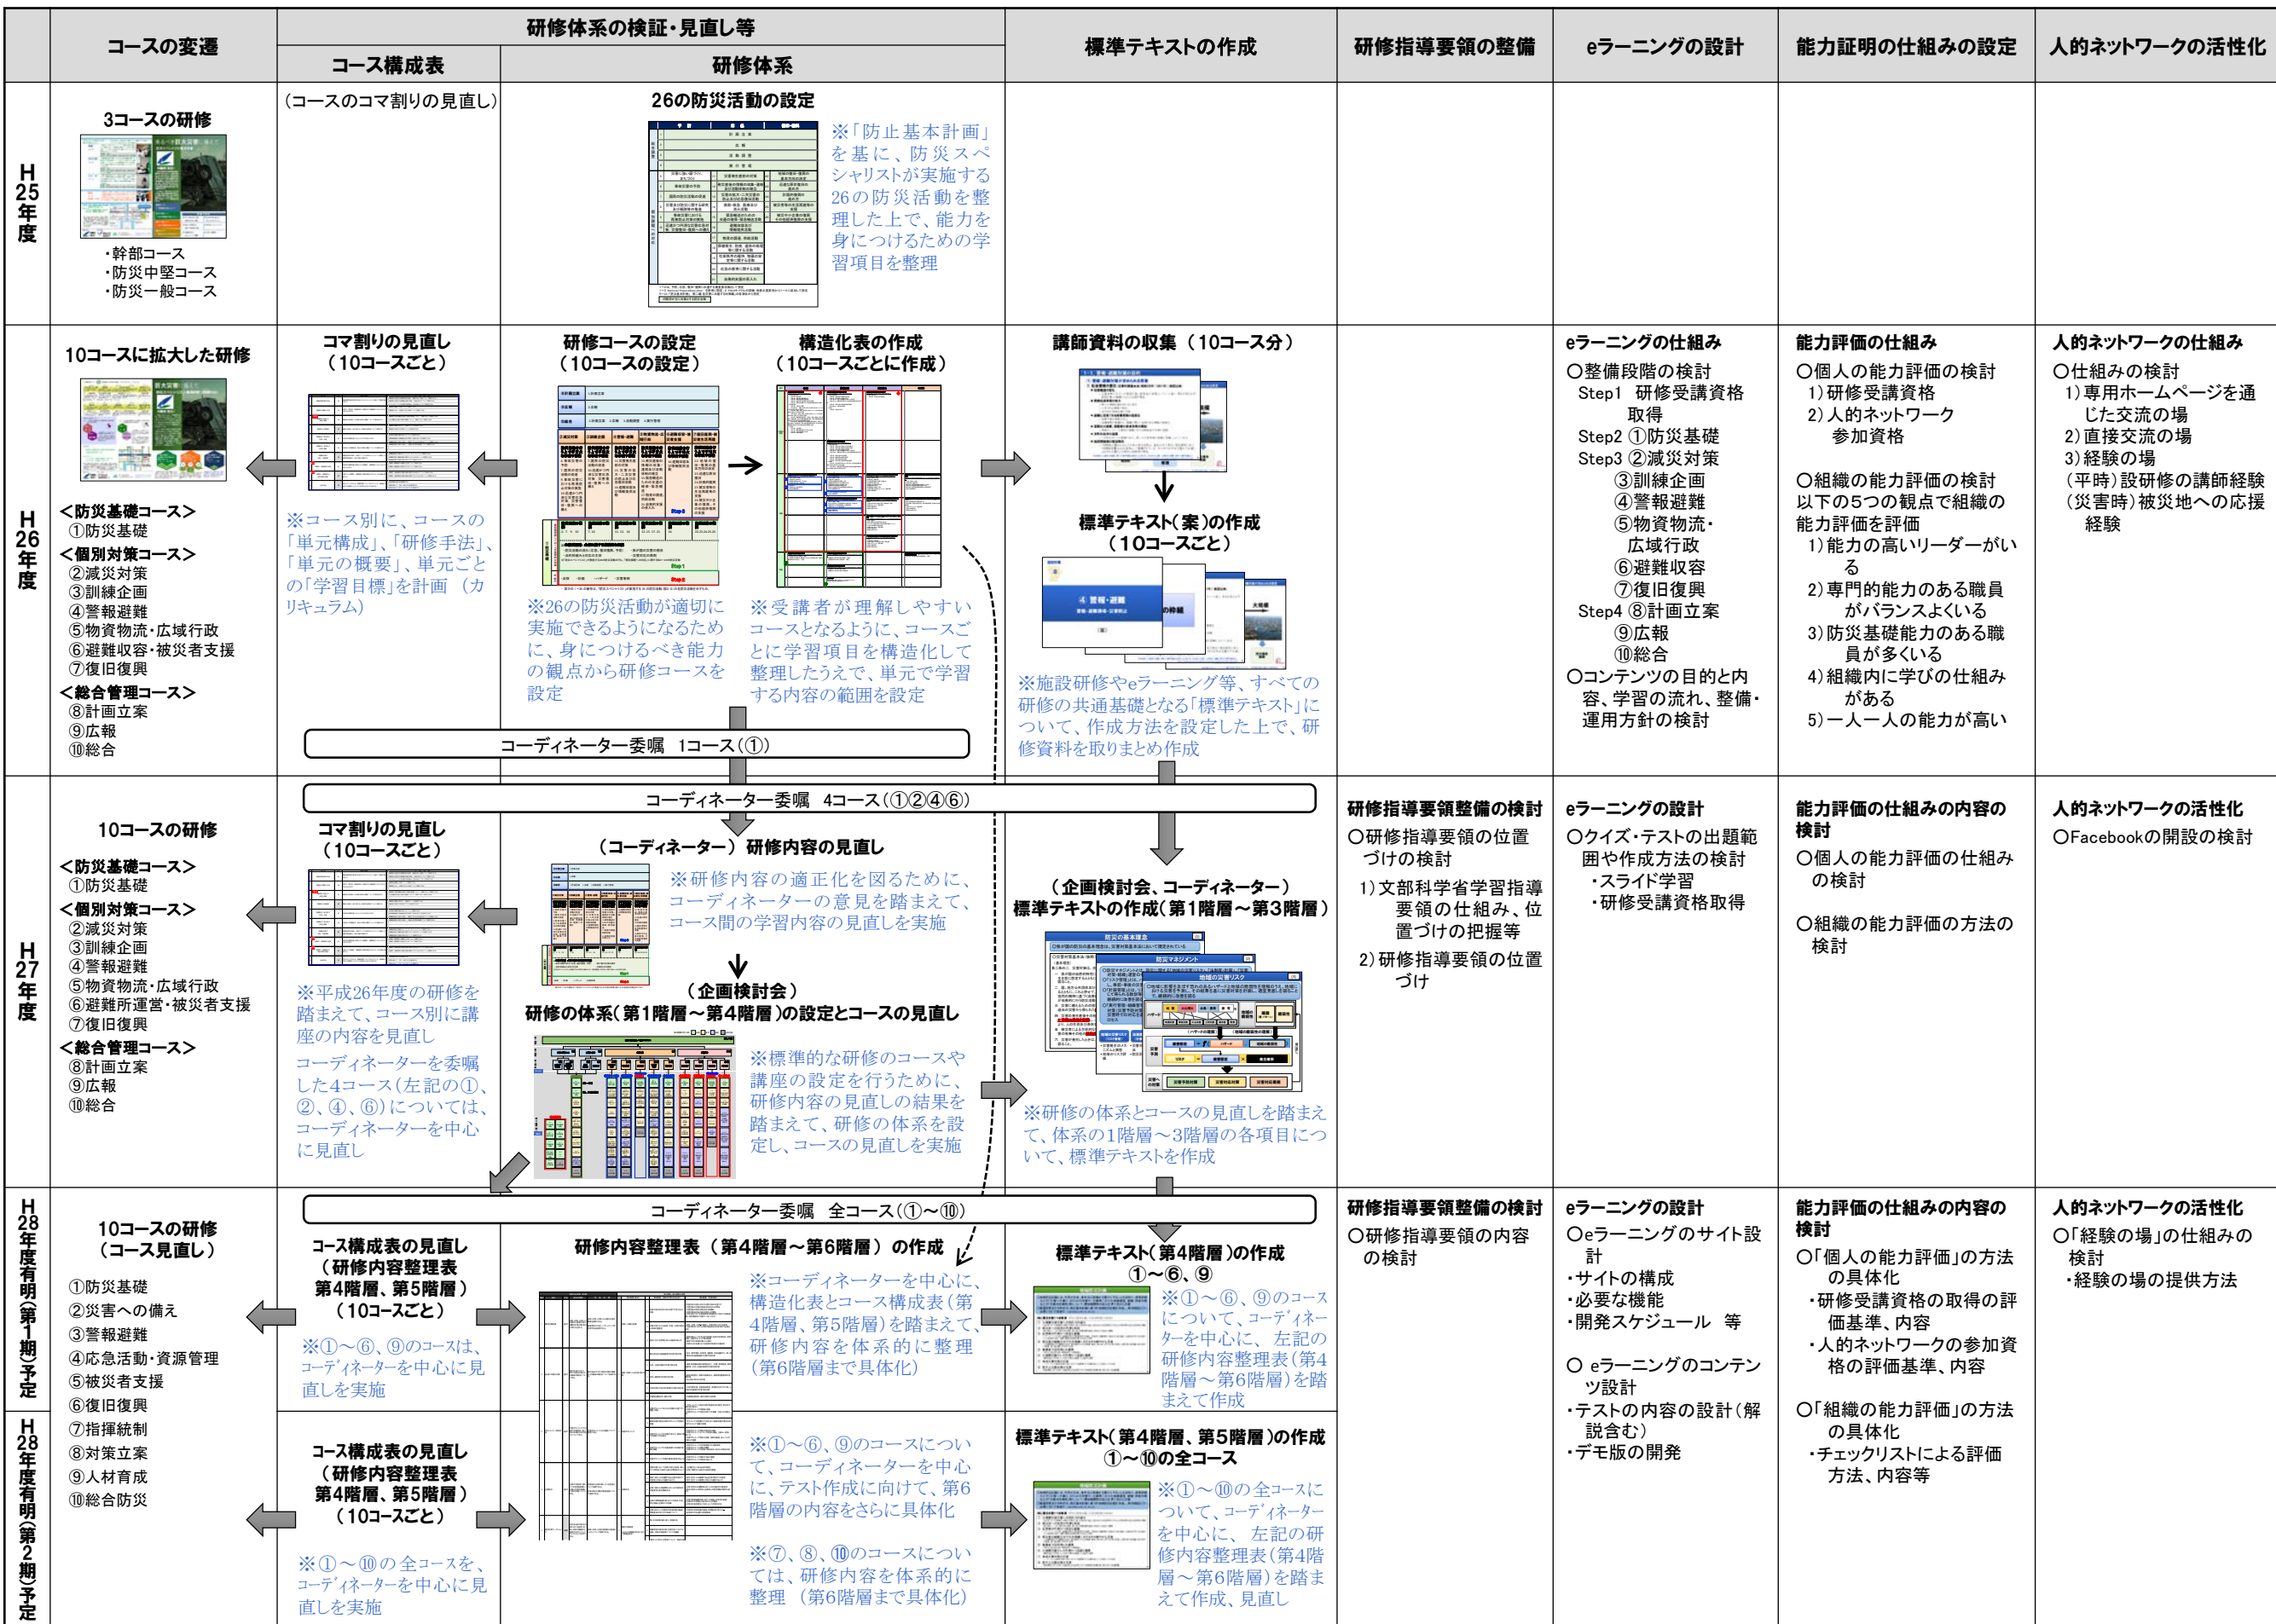 コースの変遷
研修体系の検証・見直し等
コース構成表
研修体系
標準テキストの作成
研修指導要領の整備
eラーニングの設計
能力証明の仕組みの設定
人的ネットワークの活性化
H25年度
3コースの研修
・幹部コース
・防災中堅コース
・防災一般コース
(コースのコマ割りの見直し)
26の防災活動の設定
※「防止基本計画」
を基に、防災スペ
シャリストが実施する
26の防災活動を整
理した上で、能力を
身につけるための学
習項目を整理
H26年度
10コースに拡大した研修
<防災基礎コース>
①防災基礎
<個別対策コース>
②減災対策
③訓練企画
④警報避難
⑤物資物流・広域行政
⑥避難収容・被災者支援
⑦復旧復興
<総合管理コース>
⑧計画立案
⑨広報
⑩総合
コマ割りの見直し
(10コースごと)
※コース別に、コースの
「単元構成」、「研修手法」、
「単元の概要」、単元ごと
の「学習目標」を計画 (カ
リキュラム)
研修コースの設定
(10コースの設定)
※26の防災活動が適切に
実施できるようになるため
に、身につけるべき能力
の観点から研修コースを
設定
構造化表の作成
(10コースごとに作成)
※受講者が理解しやすい
コースとなるように、コースご
とに学習項目を構造化して
整理したうえで、単元で学習
する内容の範囲を設定
コーディネーター委嘱 1コース(①)
講師資料の収集(10コース分)
標準テキスト(案)の作成
(10コースごと)
④ 警報・避難
※施設研修やeラーニング等、すべての
研修の共通基礎となる「標準テキスト」に
ついて、作成方法を設定した上で、研
修資料を取りまとめ作成
eラーニングの仕組み
〇整備段階の検討
Step1 研修受講資格
取得
Step2 ①防災基礎
Step3 ②減災対策
③訓練企画
④警報避難
⑤物資物流・
広域行政
⑥避難収容
⑦復旧復興
Step4 ⑧計画立案
⑨広報
⑩総合
〇コンテンツの目的と内
容、学習の流れ、整備・
運用方針の検討
能力評価の仕組み
〇個人の能力評価の検討
1)研修受講資格
2)人的ネットワーク
参加資格
〇組織の能力評価の検討
以下の5つの観点で組織の
能力評価を評価
1)能力の高いリーダーがい
る
2)専門的能力のある職員
がバランスよくいる
3)防災基礎能力のある職
員が多くいる
4)組織内に学びの仕組み
がある
5)一人一人の能力が高い
人的ネットワークの仕組み
〇仕組みの検討
1)専用ホームページを通
じた交流の場
2)直接交流の場
3)経験の場
(平時)設研修の講師経験
(災害時)被災地への応援
経験
H27年度
10コースの研修
<防災基礎コース>
①防災基礎
<個別対策コース>
②減災対策
③訓練企画
④警報避難
⑤物資物流・広域行政
⑥避難所運営・被災者支援
⑦復旧復興
<総合管理コース>
⑧計画立案
⑨広報
⑩総合
コーディネーター委嘱 4コース(①②④⑥)
コマ割りの見直し
(10コースごと)
※平成26年度の研修を
踏まえて、コース別に講
座の内容を見直し
コーディネーターを委嘱
した4コース(左記の①、
②、④、⑥)については、
コーディネーターを中心
に見直し
(コーディネーター)研修内容の見直し
※研修内容の適正化を図るために、
コーディネーターの意見を踏まえて、
コース間の学習内容の見直しを実施
(企画検討会)
研修の体系(第1階層~第4階層)の設定とコースの見直し
※標準的な研修のコースや
講座の設定を行うために、
研修内容の見直しの結果を
踏まえて、研修の体系を設
定し、コースの見直しを実施
(企画検討会、コーディネーター)
標準テキストの作成(第1階層~第3階層)
防災の基本理念
防災マネジメント
地域の災害リスク
※研修の体系とコースの見直しを踏まえ
て、体系の1階層~3階層の各項目につ
いて、標準テキストを作成
研修指導要領整備の検討
〇研修指導要領の位置
づけの検討
1)文部科学省学習指導
要領の仕組み、位
置づけの把握等
2)研修指導要領の位置
づけ
eラーニングの設計
〇クイズ・テストの出題範
囲や作成方法の検討
・スライド学習
・研修受講資格取得
能力評価の仕組みの内容の
検討
〇個人の能力評価の仕組み
の検討
〇組織の能力評価の方法の
検討
人的ネットワークの活性化
〇Facebookの開設の検討
H28年度有明(第1期)予定
H28年度有明(第2期)予定
10コースの研修
(コース見直し)
①防災基礎
②災害への備え
③警報避難
④応急活動・資源管理
⑤被災者支援
⑥復旧復興
⑦指揮統制
⑧対策立案
⑨人材育成
⑩総合防災
コーディネーター委嘱 全コース(①~⑩)
コース構成表の見直し
(研修内容整理表
第4階層、第5階層)
(10コースごと)
※①~⑥、⑨のコースは、
コーディネーターを中心に見
直しを実施
コース構成表の見直し
(研修内容整理表
第4階層、第5階層)
(10コースごと)
※①~⑩の全コースを、
コーディネーターを中心に見
直しを実施
研修内容整理表(第4階層~第6階層)の作成
※コーディネーターを中心に、
構造化表とコース構成表(第
4階層、第5階層)を踏まえて、
研修内容を体系的に整理
(第6階層まで具体化)
※①~⑥、⑨のコースについ
て、コーディネーターを中心
に、テスト作成に向けて、第6
階層の内容をさらに具体化
※⑦、⑧、⑩のコースについ
ては、研修内容を体系的に
整理 (第6階層まで具体化)
標準テキスト(第4階層)の作成
①~⑥、⑨
※①~⑥、⑨のコース
について、コーディネー
ターを中心に、左記の
研修内容整理表(第4
階層~第6階層)を踏
まえて作成
標準テキスト(第4階層、第5階層)の作成
①~⑩の全コース
※①~⑩の全コースに
ついて、コーディネーター
を中心に、左記の研
修内容整理表(第4階
層~第6階層)を踏ま
えて作成、見直し
研修指導要領整備の検討
〇研修指導要領の内容
の検討
eラーニングの設計
〇eラーニングのサイト設
計
・サイトの構成
・必要な機能
・開発スケジュール 等
〇 eラーニングのコンテン
ツ設計
・テストの内容の設計(解
説含む)
・デモ版の開発
能力評価の仕組みの内容の
検討
〇「個人の能力評価」の方法
の具体化
・研修受講資格の取得の評
価基準、内容
・人的ネットワークの参加資
格の評価基準、内容
〇「組織の能力評価」の方法
の具体化
・チェックリストによる評価
方法、内容等
人的ネットワークの活性化
〇「経験の場」の仕組みの
検討
・経験の場の提供方法